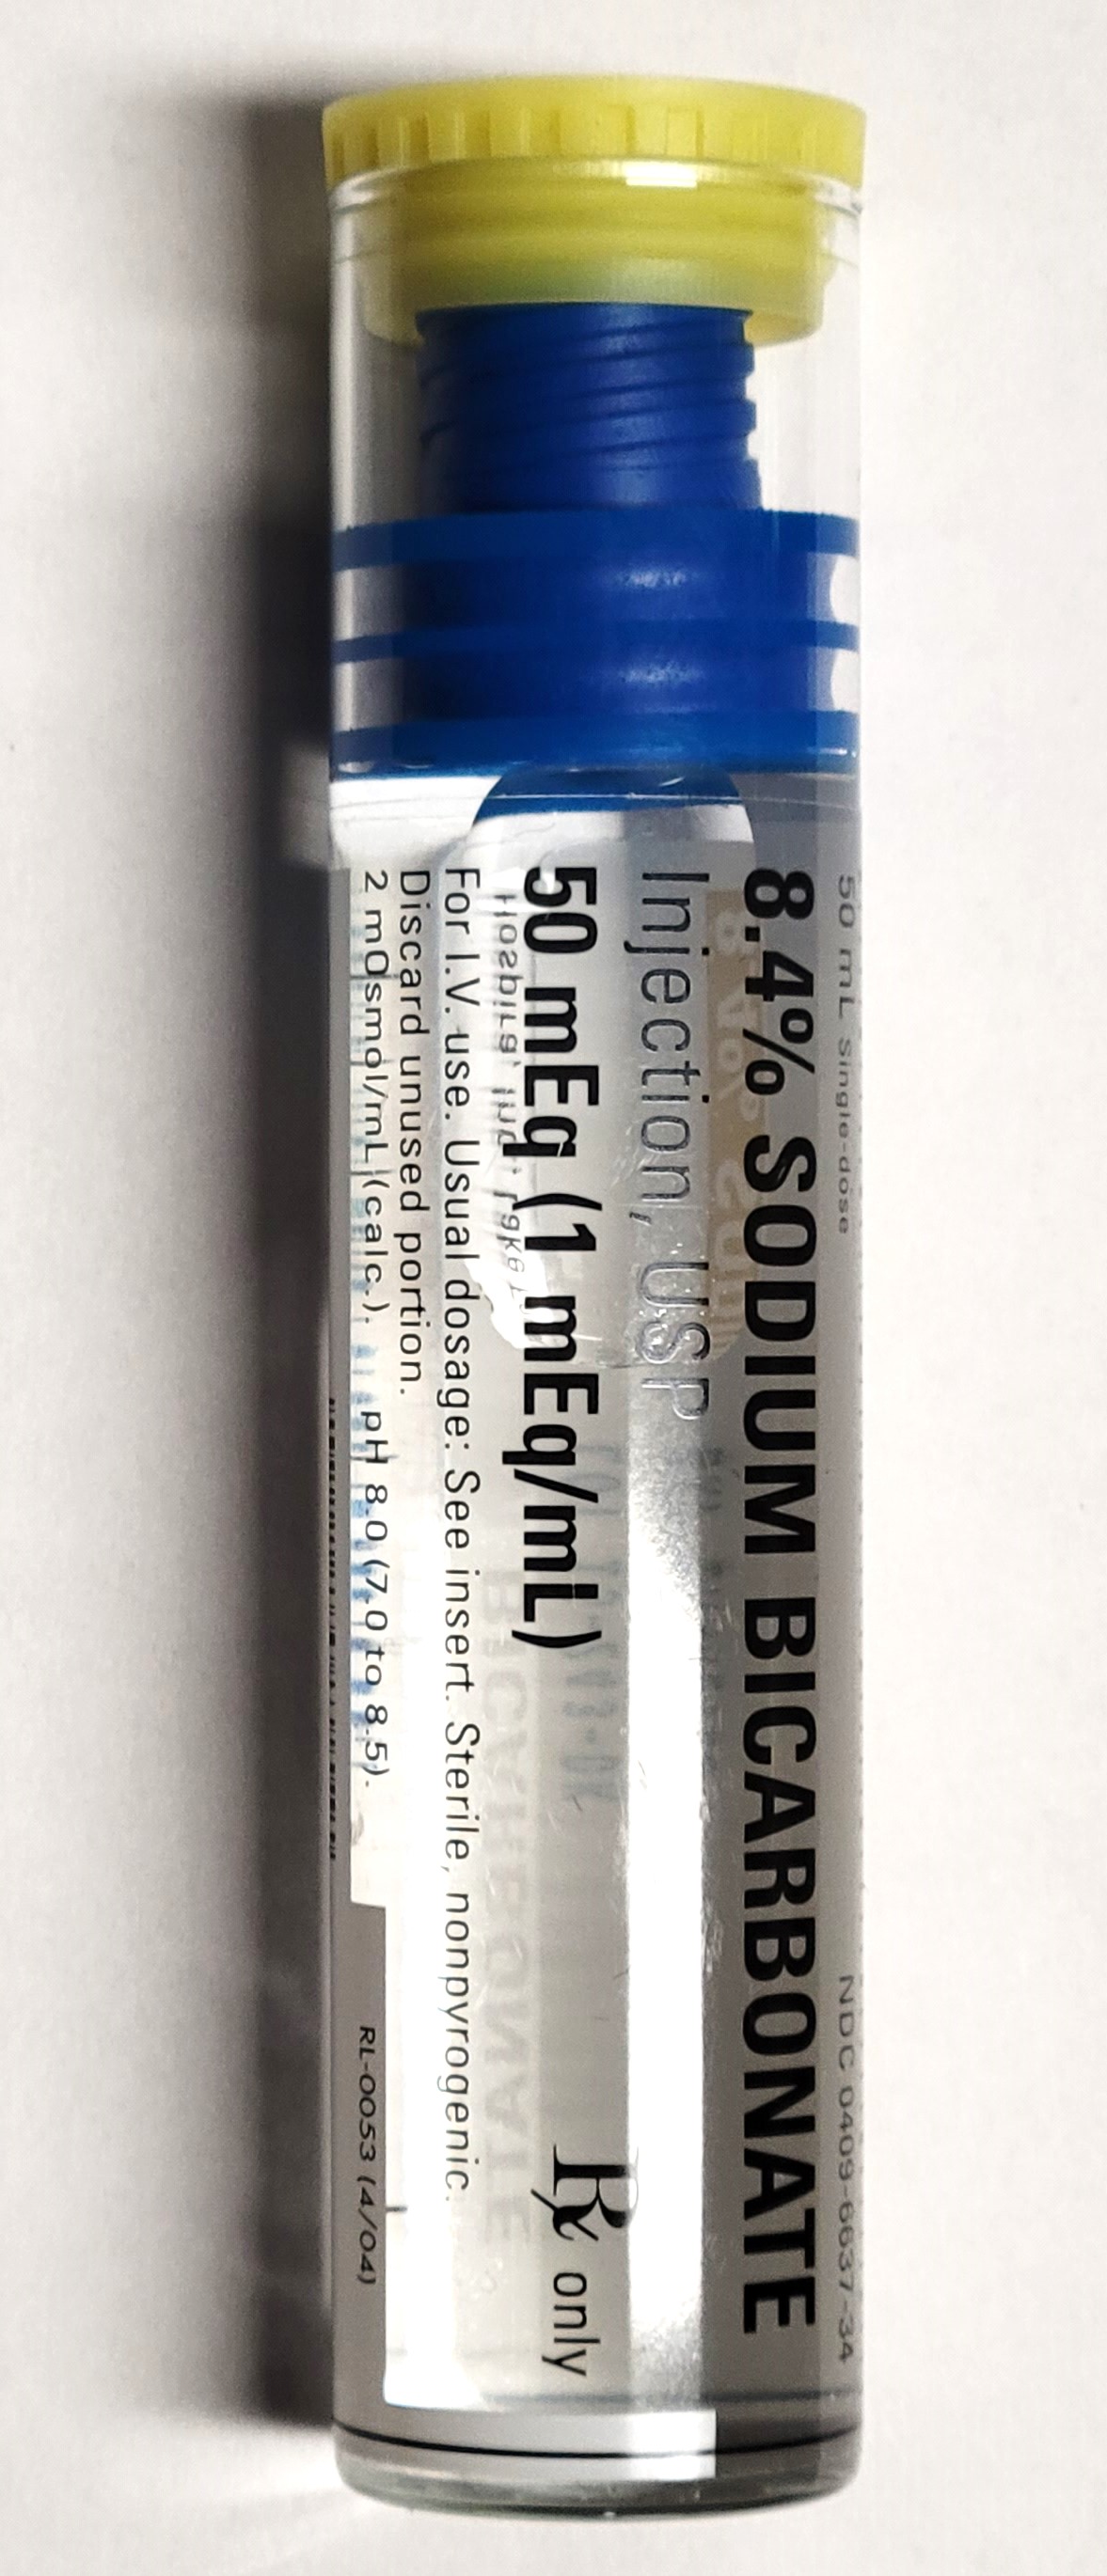 50 mL Single-dose NDC 0409-6637-34
8.4% SODIUM BICARBONATE
Injection, USP
50 mEq (1 mEq/mL) Rx only
For I.V. use. Usual dosage: See insert. Sterile, nonpyrogenic.
Discard unused portion.
2 mOsmol/mL (calc.). pH 8.0 (7.0 to 8.5).
RL-0053 (4/04)